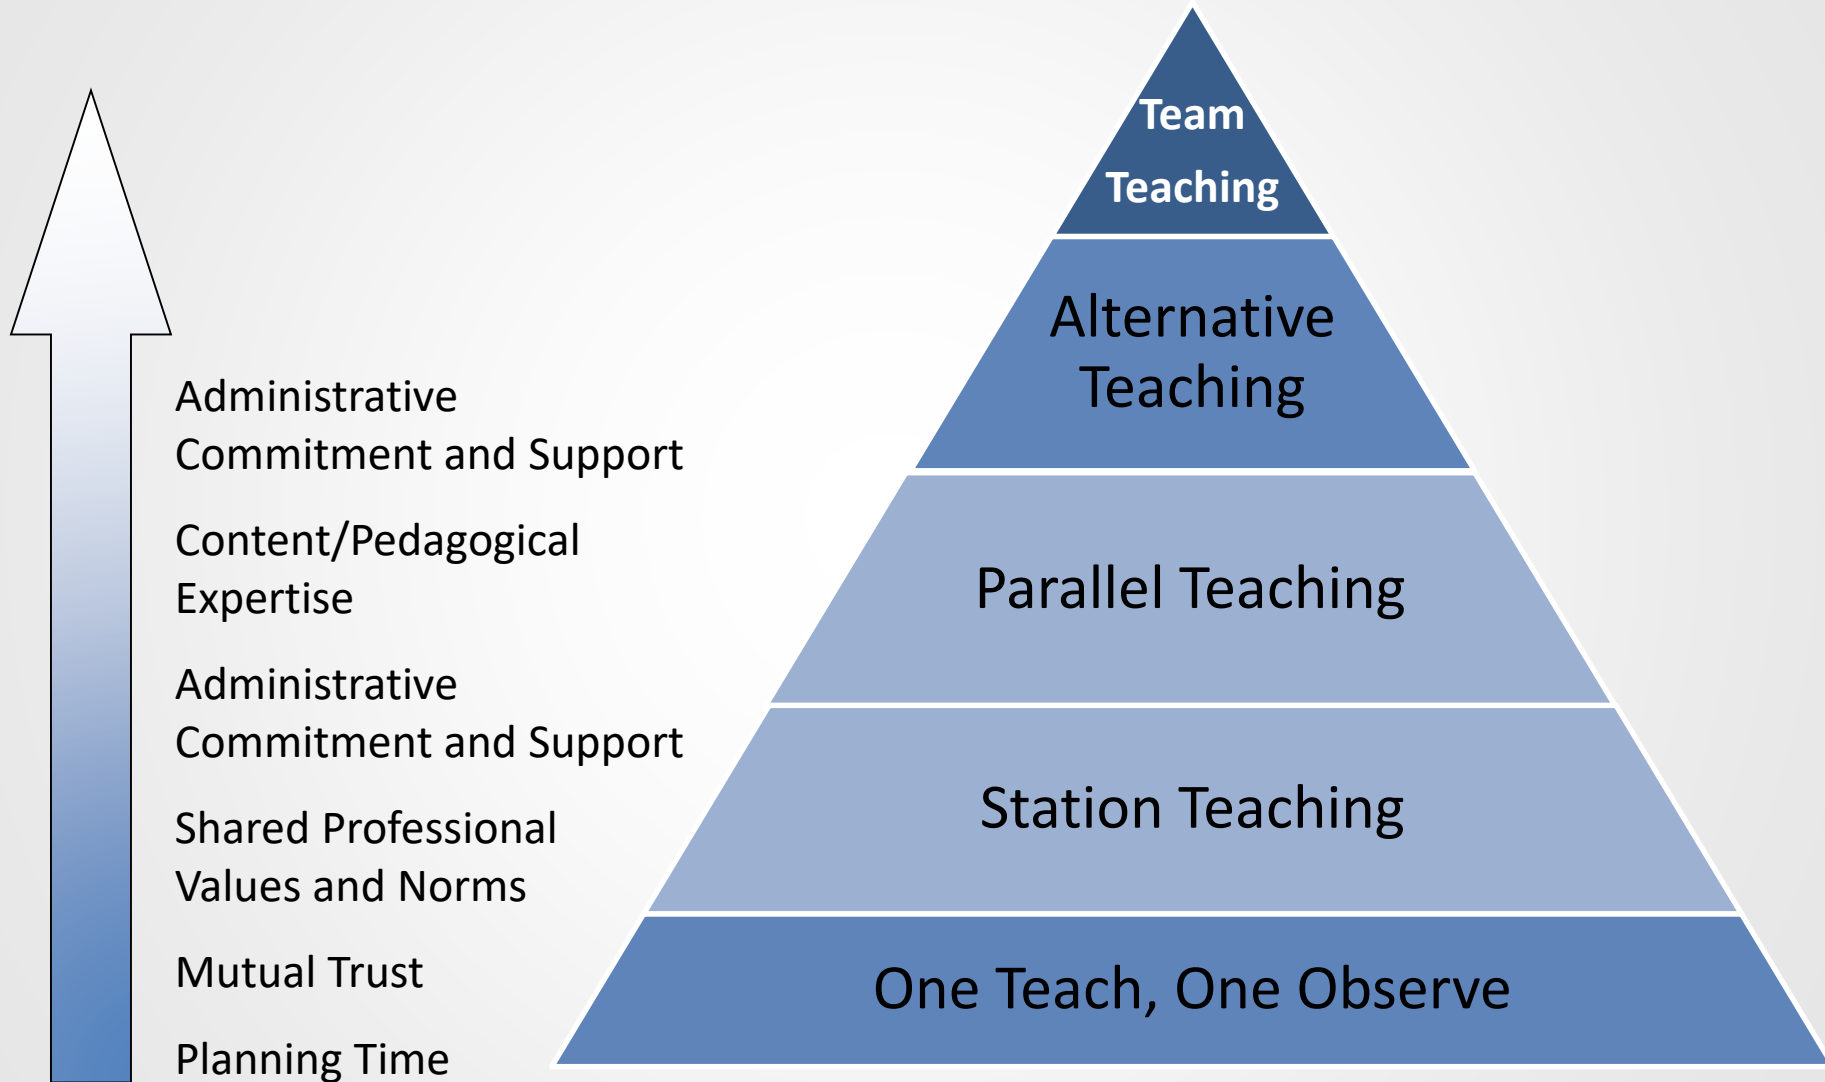 Administrative
Commitment and Support
Content/Pedagogical
Expertise
Administrative
Commitment and Support
Shared Professional
Values and Norms
Mutual Trust
Planning Time
Team
Teaching
Alternative
Teaching
Parallel Teaching
Station Teaching
One Teach, One Observe